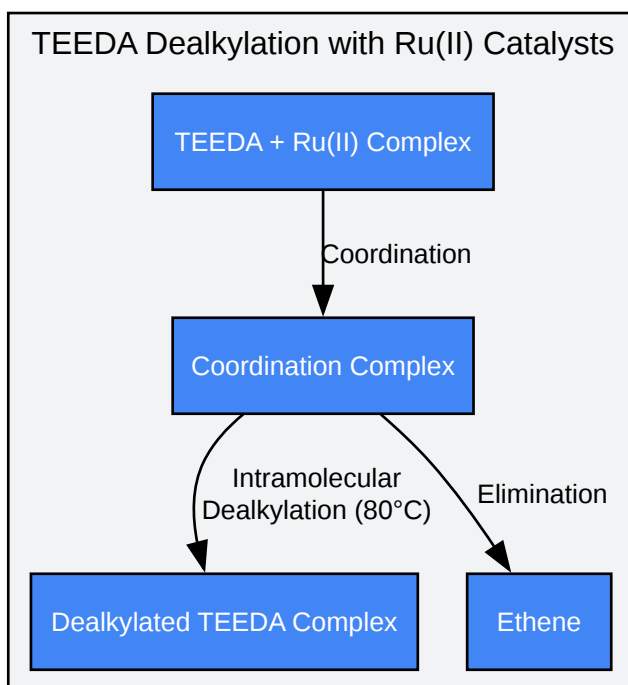 TEEDA Dealkylation with Ru(II) Catalysts
TEEDA + Ru(II) Complex
Coordination
Coordination Complex
Intramolecular
Dealkylation (80°C)
Elimination
Dealkylated TEEDA Complex
Ethene